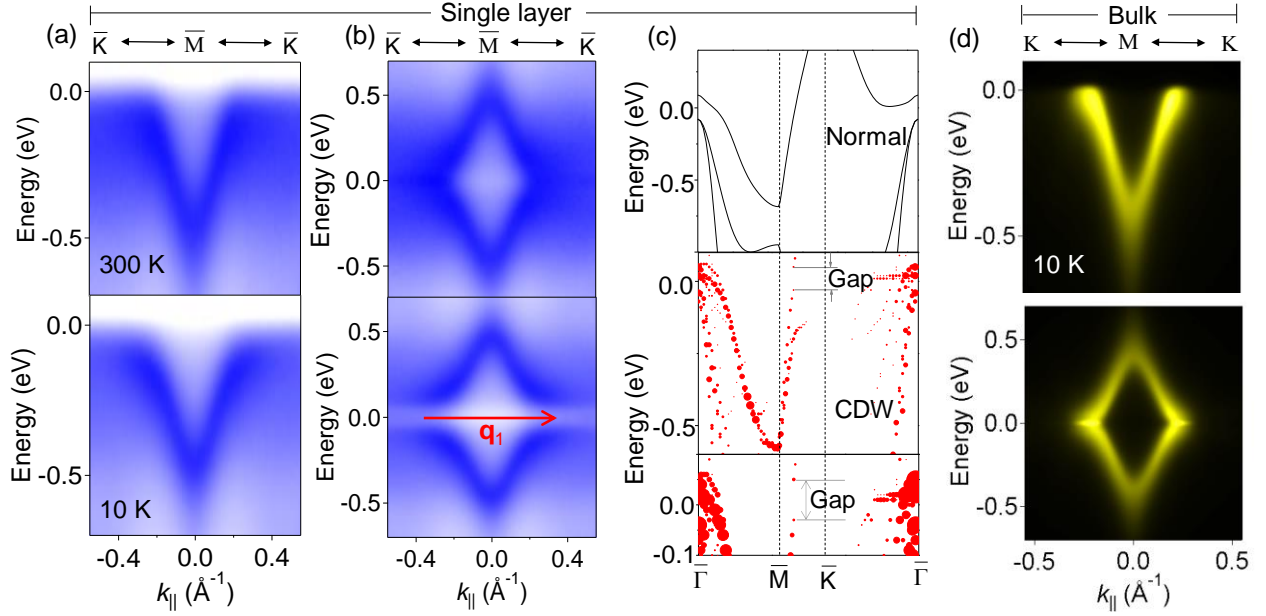 Single layer
Bulk
(a)
K̅ M̅ K̅
(b)
K̅ M̅ K̅
(c)
(d)
K M K
Energy (eV)
0.0
-0.5
300 K
Energy (eV)
0.0
-0.5
10 K
-0.4 0.0 0.4
k|| (Å⁻¹)
Energy (eV)
0.5
0.0
-0.5
Energy (eV)
0.5
0.0
-0.5
q₁
-0.4 0.0 0.4
k|| (Å⁻¹)
Energy (eV)
0.0
-0.5
Normal
Energy (eV)
0.0
-0.5
Gap
CDW
0.0
-0.1
Gap
Γ̅ M̅ K̅ Γ̅
Energy (eV)
0.0
-0.5
10 K
Energy (eV)
0.5
0.0
-0.5
-0.5 0.0 0.5
k|| (Å⁻¹)